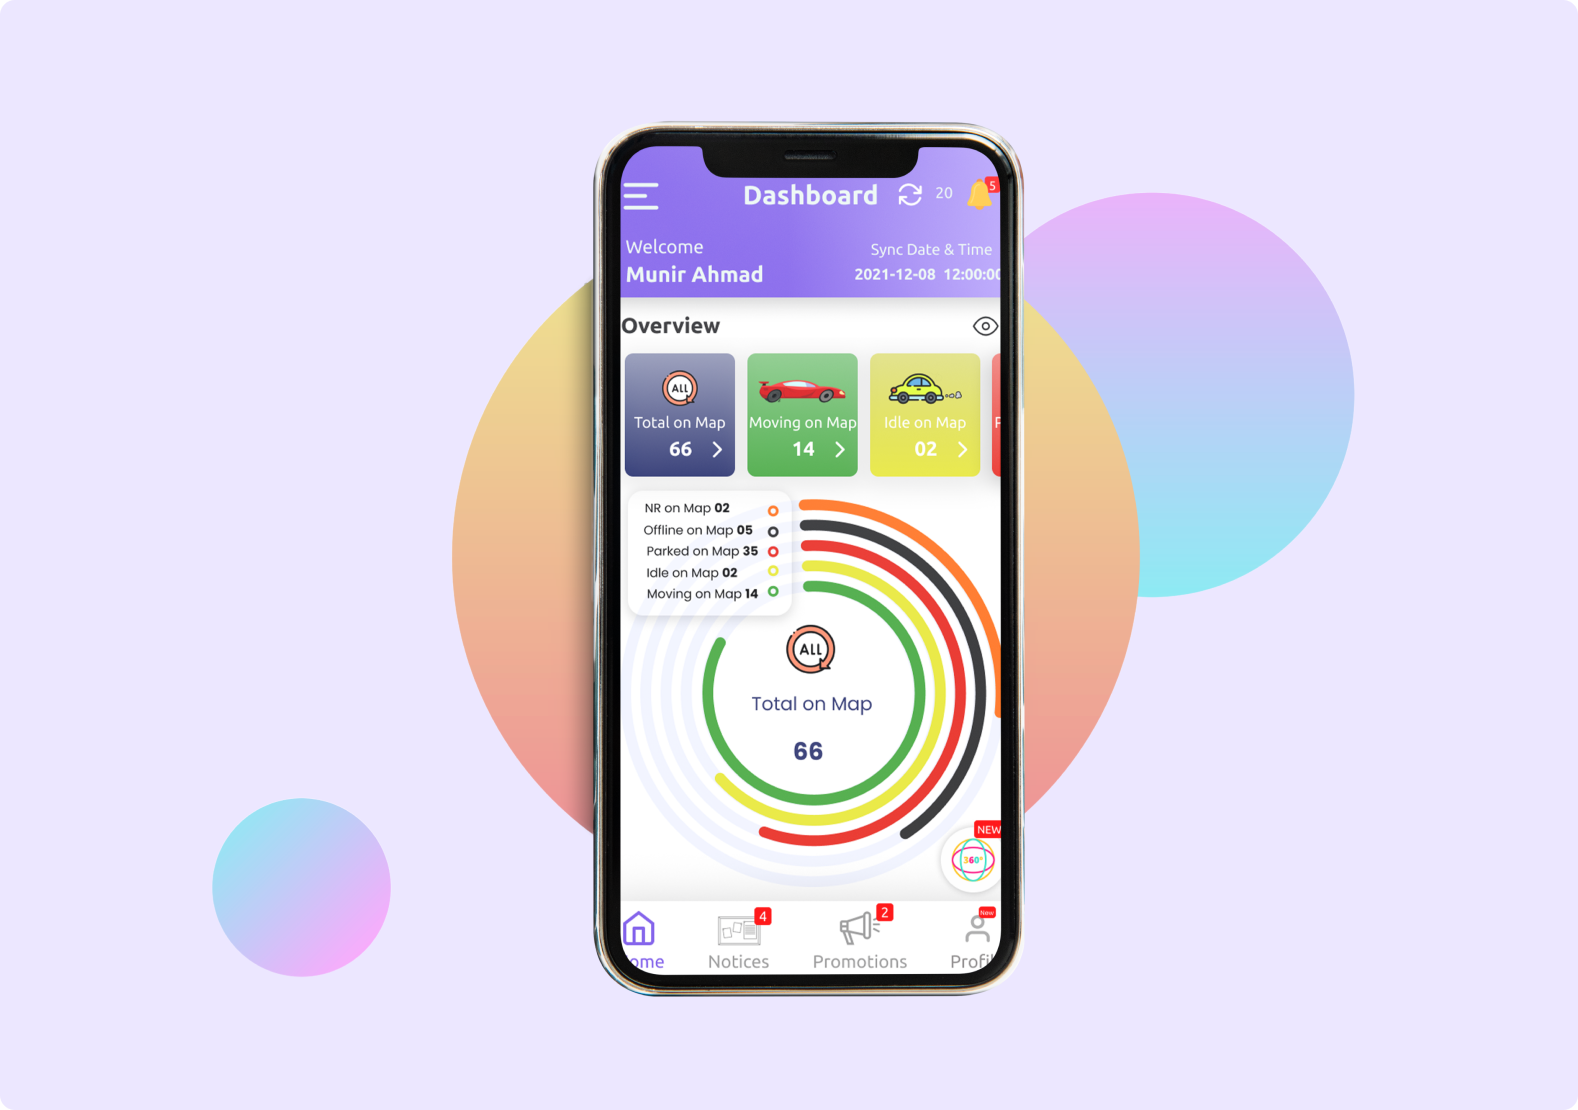 Dashboard 20 5
Welcome
Sync Date & Time
Munir Ahmad
2021-12-08 12:00:00
Overview
ALL
Total on Map
66
Moving on Map
14
Idle on Map
02
P
NR on Map 02
Offline on Map 05
Parked on Map 35
Idle on Map 02
Moving on Map 14
ALL
Total on Map
66
NEW
360°
ome
4
Notices
2
Promotions
New
Profil